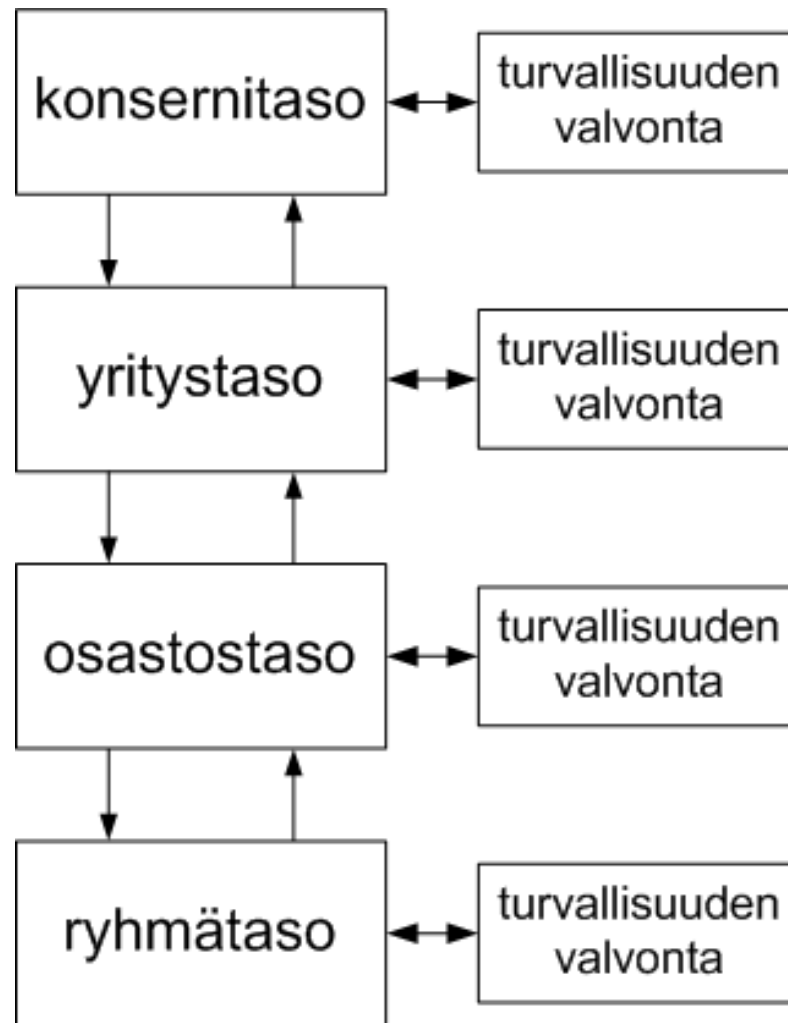 konsernitaso
turvallisuuden
valvonta
yritystaso
turvallisuuden
valvonta
osastostaso
turvallisuuden
valvonta
ryhmätaso
turvallisuuden
valvonta